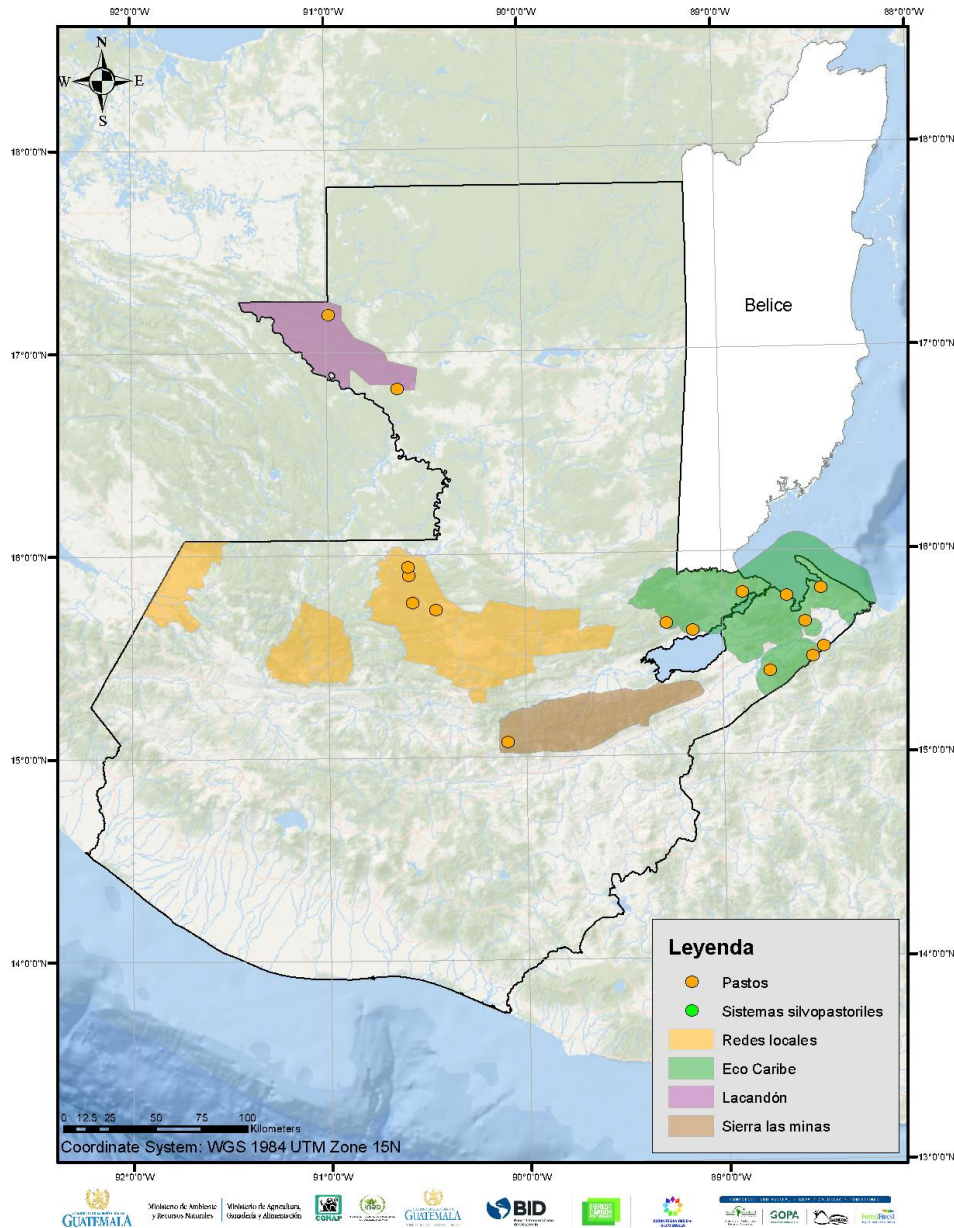 92°0'0"W 91°0'0"W 90°0'0"W 89°0'0"W 88°0'0"W
N
W E
S
18°0'0"N 18°0'0"N
Belice
17°0'0"N 17°0'0"N
16°0'0"N 16°0'0"N
15°0'0"N 15°0'0"N
14°0'0"N 14°0'0"N
Leyenda
Pastos
Sistemas silvopastoriles
Redes locales
Eco Caribe
Lacandón
Sierra las minas
0 12.5 25 50 75 100
Kilometers
Coordinate System: WGS 1984 UTM Zone 15N
13°0'0"N
92°0'0"W 91°0'0"W 90°0'0"W 89°0'0"W
GUATEMALA
Ministerio de Ambiente
y Recursos Naturales
Ministerio de Agricultura,
Ganadería y Alimentación
CONAP
GUATEMALA
BID
FOREST
CARBON
GOPA